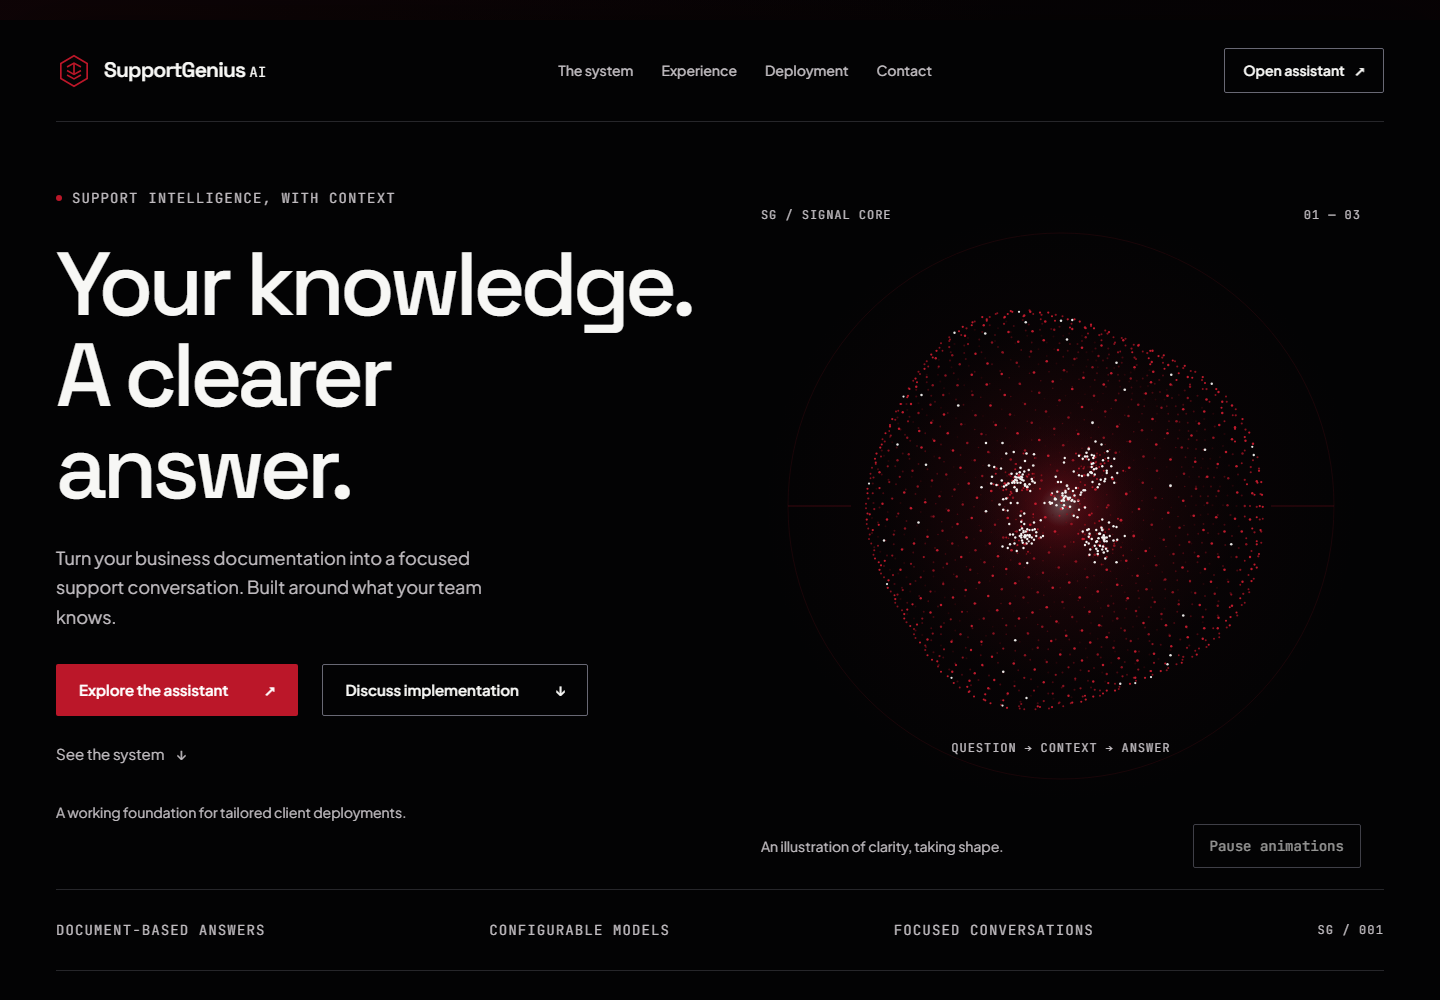 SupportGenius AI
The system
Experience
Deployment
Contact
Open assistant ↗
SUPPORT INTELLIGENCE, WITH CONTEXT
Your knowledge.
A clearer
answer.
Turn your business documentation into a focused
support conversation. Built around what your team
knows.
Explore the assistant ↗
Discuss implementation ↓
See the system ↓
A working foundation for tailored client deployments.
SG / SIGNAL CORE
01 — 03
QUESTION → CONTEXT → ANSWER
An illustration of clarity, taking shape.
Pause animations
DOCUMENT-BASED ANSWERS
CONFIGURABLE MODELS
FOCUSED CONVERSATIONS
SG / 001